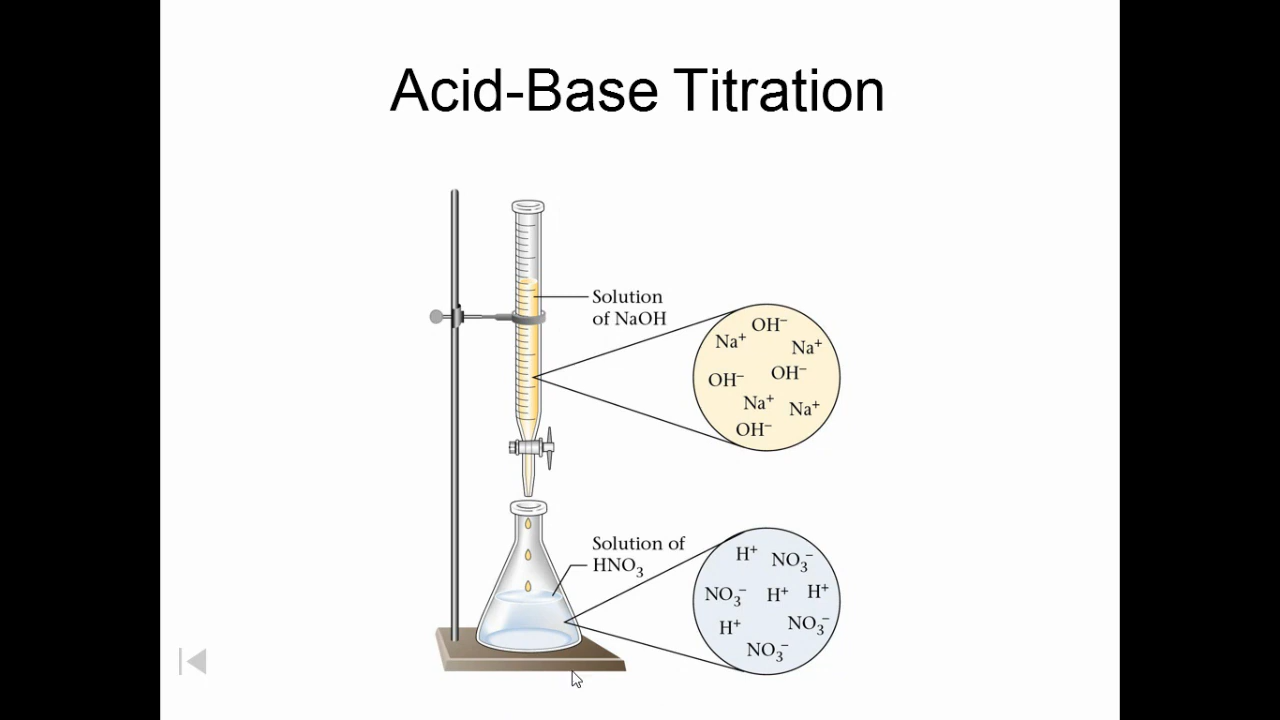 Acid-Base Titration
Solution
of NaOH
OH⁻
Na⁺
Na⁺
OH⁻
OH⁻
Na⁺
Na⁺
OH⁻
Solution of
HNO₃
H⁺
NO₃⁻
NO₃⁻
H⁺
H⁺
H⁺
NO₃⁻
NO₃⁻